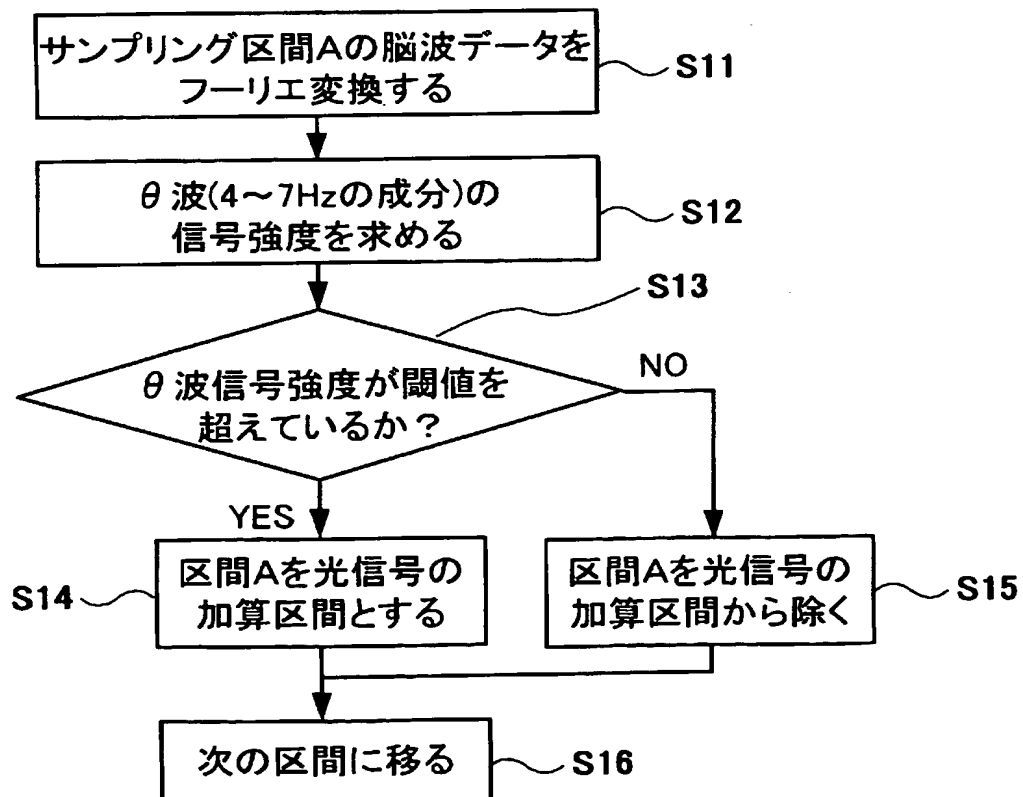 サンプリング区間Aの脳波データを
フーリエ変換する
S11
θ波(4～7Hzの成分)の
信号強度を求める
S12
S13
θ波信号強度が閾値を
超えているか？
NO
YES
区間Aを光信号の
加算区間とする
S14
区間Aを光信号の
加算区間から除く
S15
次の区間に移る
S16